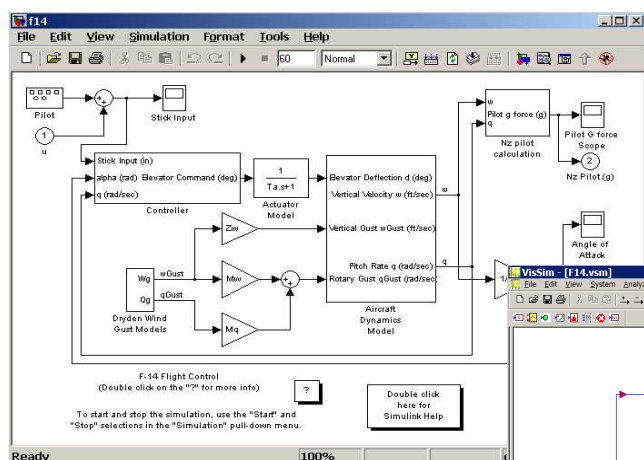 f14
File Edit View Simulation Format Tools Help
60 Normal
Pilot
Stick Input
1
u
Stick Input (in)
alpha (rad) Elevator Command (deg)
q (rad/sec)
Controller
1
Ta.s+1
Actuator
Model
Elevator Deflection d (deg)
Vertical Velocity w (ft/sec)
Vertical Gust wGust (ft/sec)
Pitch Rate q (rad/sec)
Rotary Gust qGust (rad/sec)
Aircraft
Dynamics
Model
w
q
w
q
Pilot g force (g)
Nz pilot
calculation
Pilot G force
Scope
2
Nz Pilot (g)
Angle of
Attack
1/
Zw
Mw
Mq
Wg
Qg
wGust
qGust
Dryden Wind
Gust Models
F-14 Flight Control
(Double click on the "?" for more info)
?
Double click
here for
Simulink Help
To start and stop the simulation, use the "Start" and
"Stop" selections in the "Simulation" pull-down menu.
Ready 100%
VisSim - [F14.vsm]
File Edit View System Analyz